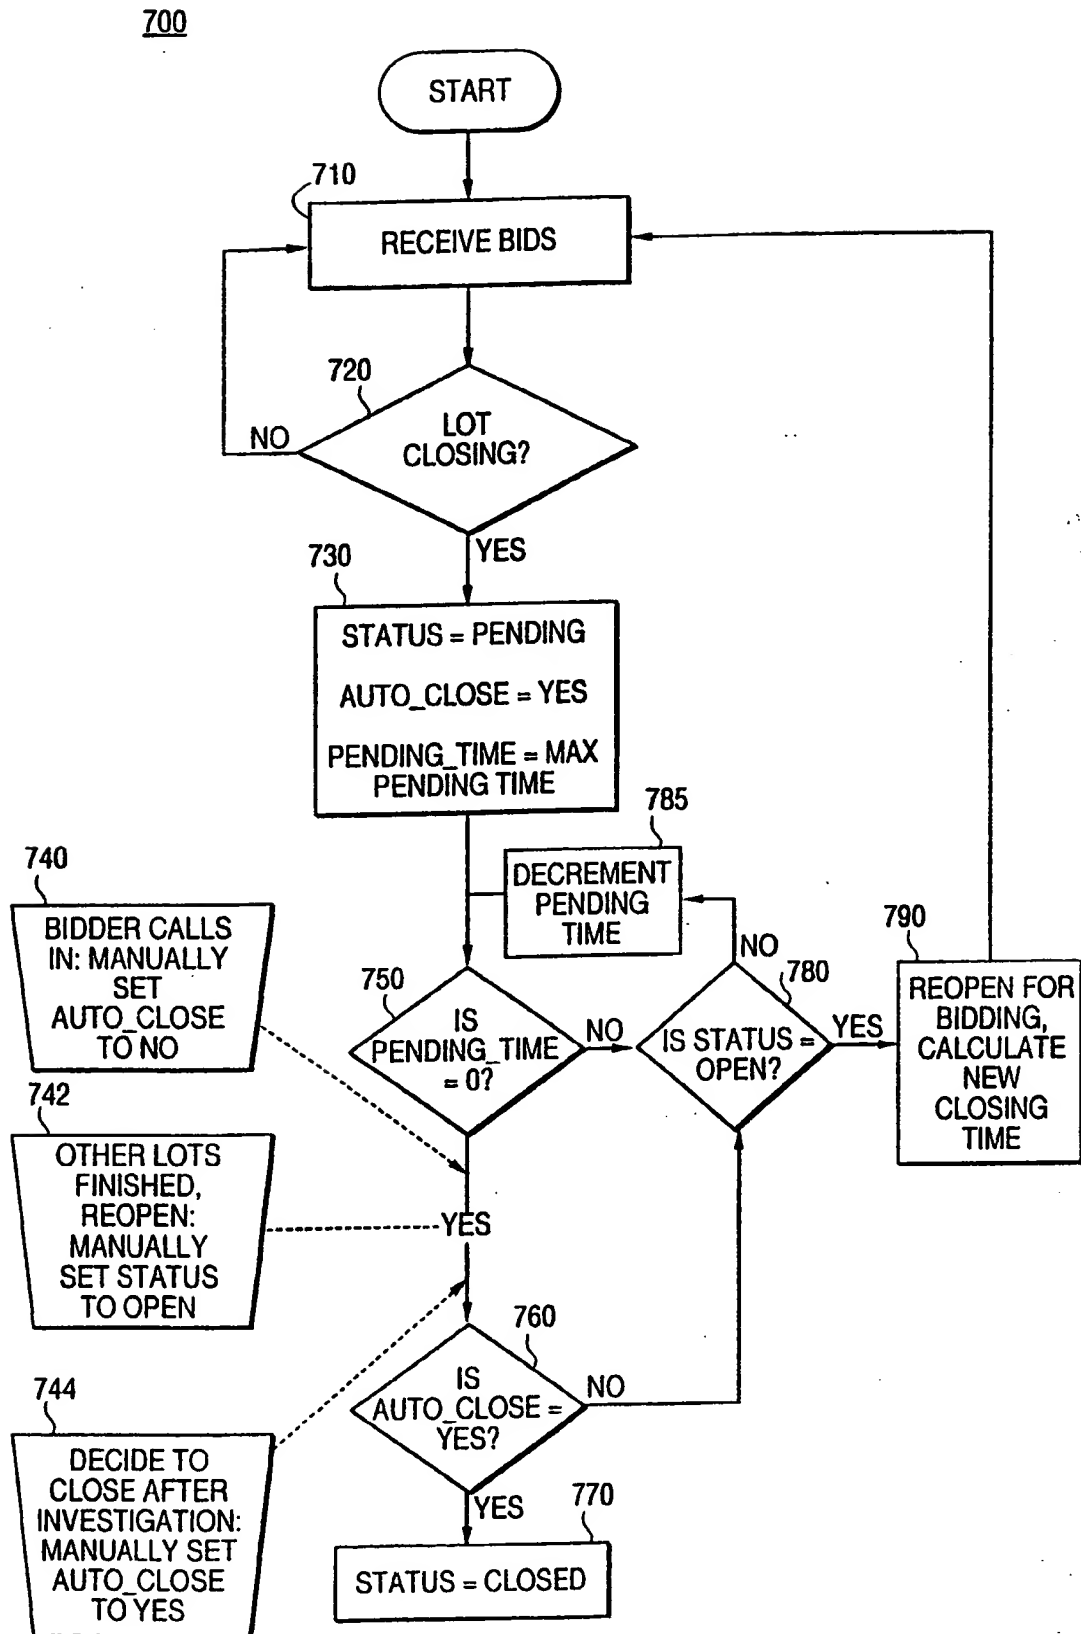 700
START
710
RECEIVE BIDS
720
LOT
CLOSING?
NO
YES
730
STATUS = PENDING
AUTO_CLOSE = YES
PENDING_TIME = MAX
PENDING TIME
785
DECREMENT
PENDING
TIME
740
BIDDER CALLS
IN: MANUALLY
SET
AUTO_CLOSE
TO NO
750
IS
PENDING_TIME
= 0?
NO
NO
780
IS STATUS =
OPEN?
YES
790
REOPEN FOR
BIDDING,
CALCULATE
NEW
CLOSING
TIME
742
OTHER LOTS
FINISHED,
REOPEN:
MANUALLY
SET STATUS
TO OPEN
YES
760
IS
AUTO_CLOSE =
YES?
NO
744
DECIDE TO
CLOSE AFTER
INVESTIGATION:
MANUALLY SET
AUTO_CLOSE
TO YES
YES
770
STATUS = CLOSED